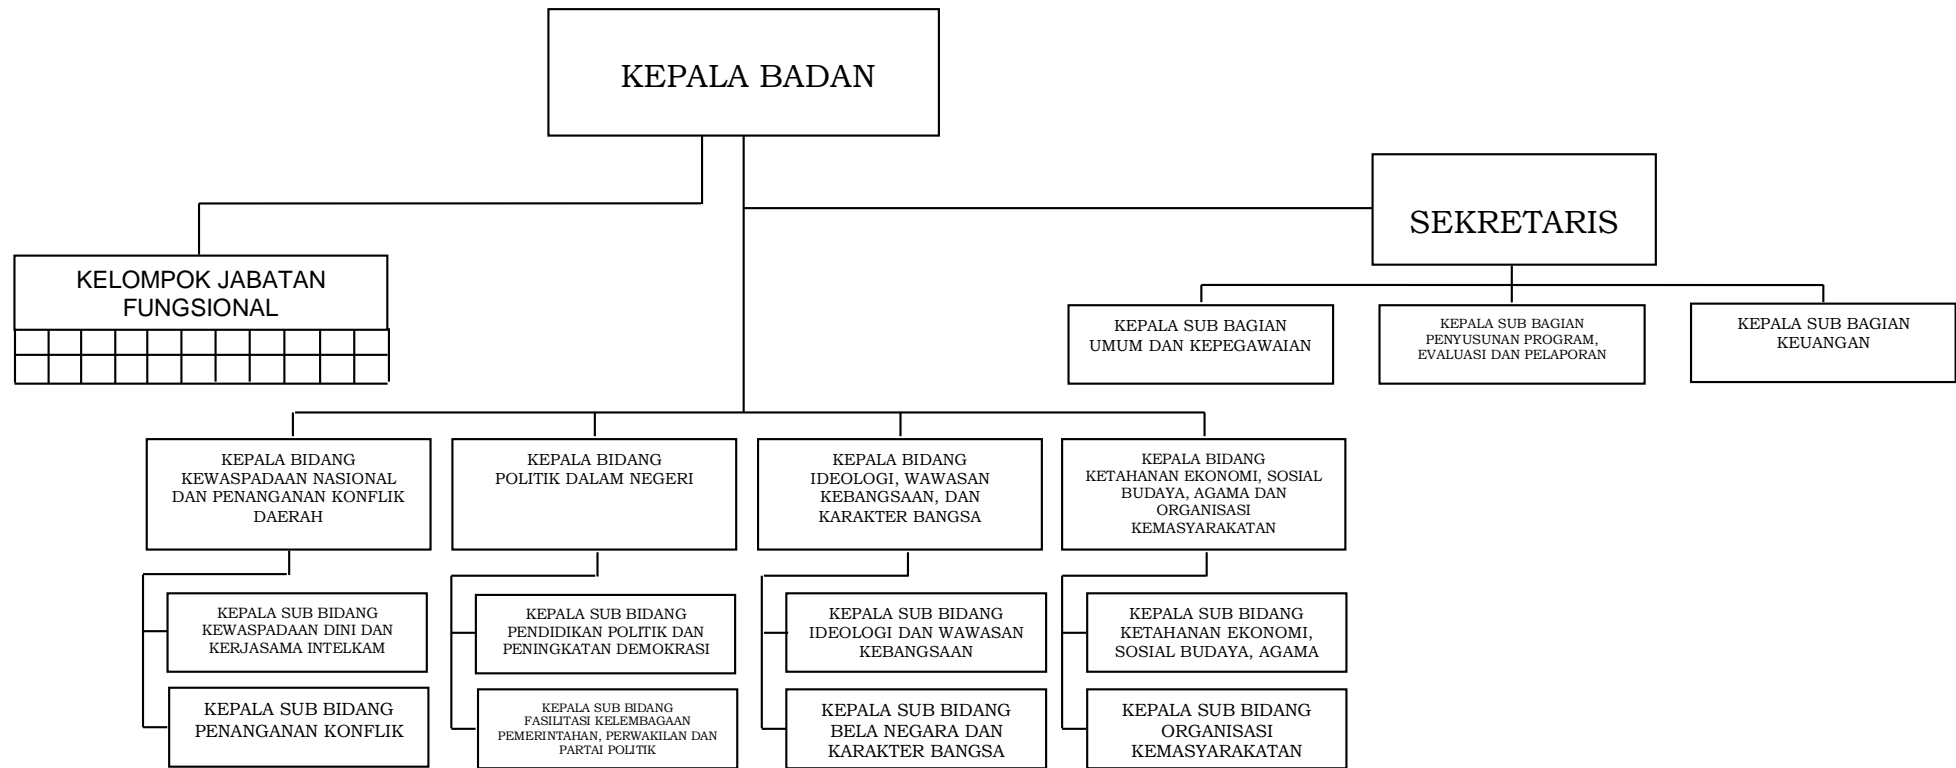 KEPALA BADAN
SEKRETARIS
KELOMPOK JABATAN
FUNGSIONAL
KEPALA SUB BAGIAN
UMUM DAN KEPEGAWAIAN
KEPALA SUB BAGIAN
PENYUSUNAN PROGRAM,
EVALUASI DAN PELAPORAN
KEPALA SUB BAGIAN
KEUANGAN
KEPALA BIDANG
KEWASPADAAN NASIONAL
DAN PENANGANAN KONFLIK
DAERAH
KEPALA BIDANG
POLITIK DALAM NEGERI
KEPALA BIDANG
IDEOLOGI, WAWASAN
KEBANGSAAN, DAN
KARAKTER BANGSA
KEPALA BIDANG
KETAHANAN EKONOMI, SOSIAL
BUDAYA, AGAMA DAN
ORGANISASI
KEMASYARAKATAN
KEPALA SUB BIDANG
KEWASPADAAN DINI DAN
KERJASAMA INTELKAM
KEPALA SUB BIDANG
PENDIDIKAN POLITIK DAN
PENINGKATAN DEMOKRASI
KEPALA SUB BIDANG
IDEOLOGI DAN WAWASAN
KEBANGSAAN
KEPALA SUB BIDANG
KETAHANAN EKONOMI,
SOSIAL BUDAYA, AGAMA
KEPALA SUB BIDANG
PENANGANAN KONFLIK
KEPALA SUB BIDANG
FASILITASI KELEMBAGAAN
PEMERINTAHAN, PERWAKILAN DAN
PARTAI POLITIK
KEPALA SUB BIDANG
BELA NEGARA DAN
KARAKTER BANGSA
KEPALA SUB BIDANG
ORGANISASI
KEMASYARAKATAN